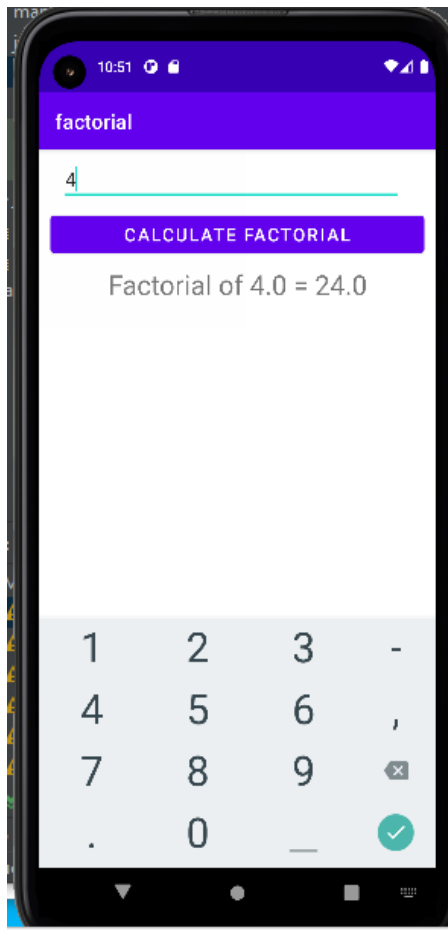 10:51
factorial
4
CALCULATE FACTORIAL
Factorial of 4.0 = 24.0
1 2 3 -
4 5 6 ,
7 8 9
. 0 _